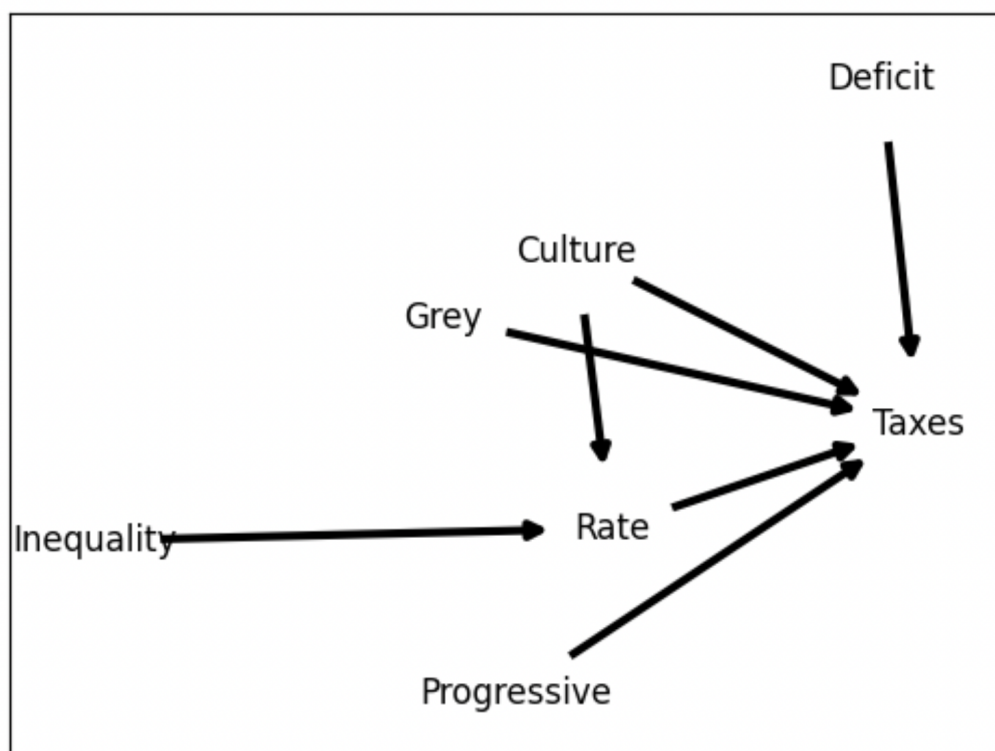 Deficit
Culture
Grey
Taxes
Rate
Inequality
Progressive